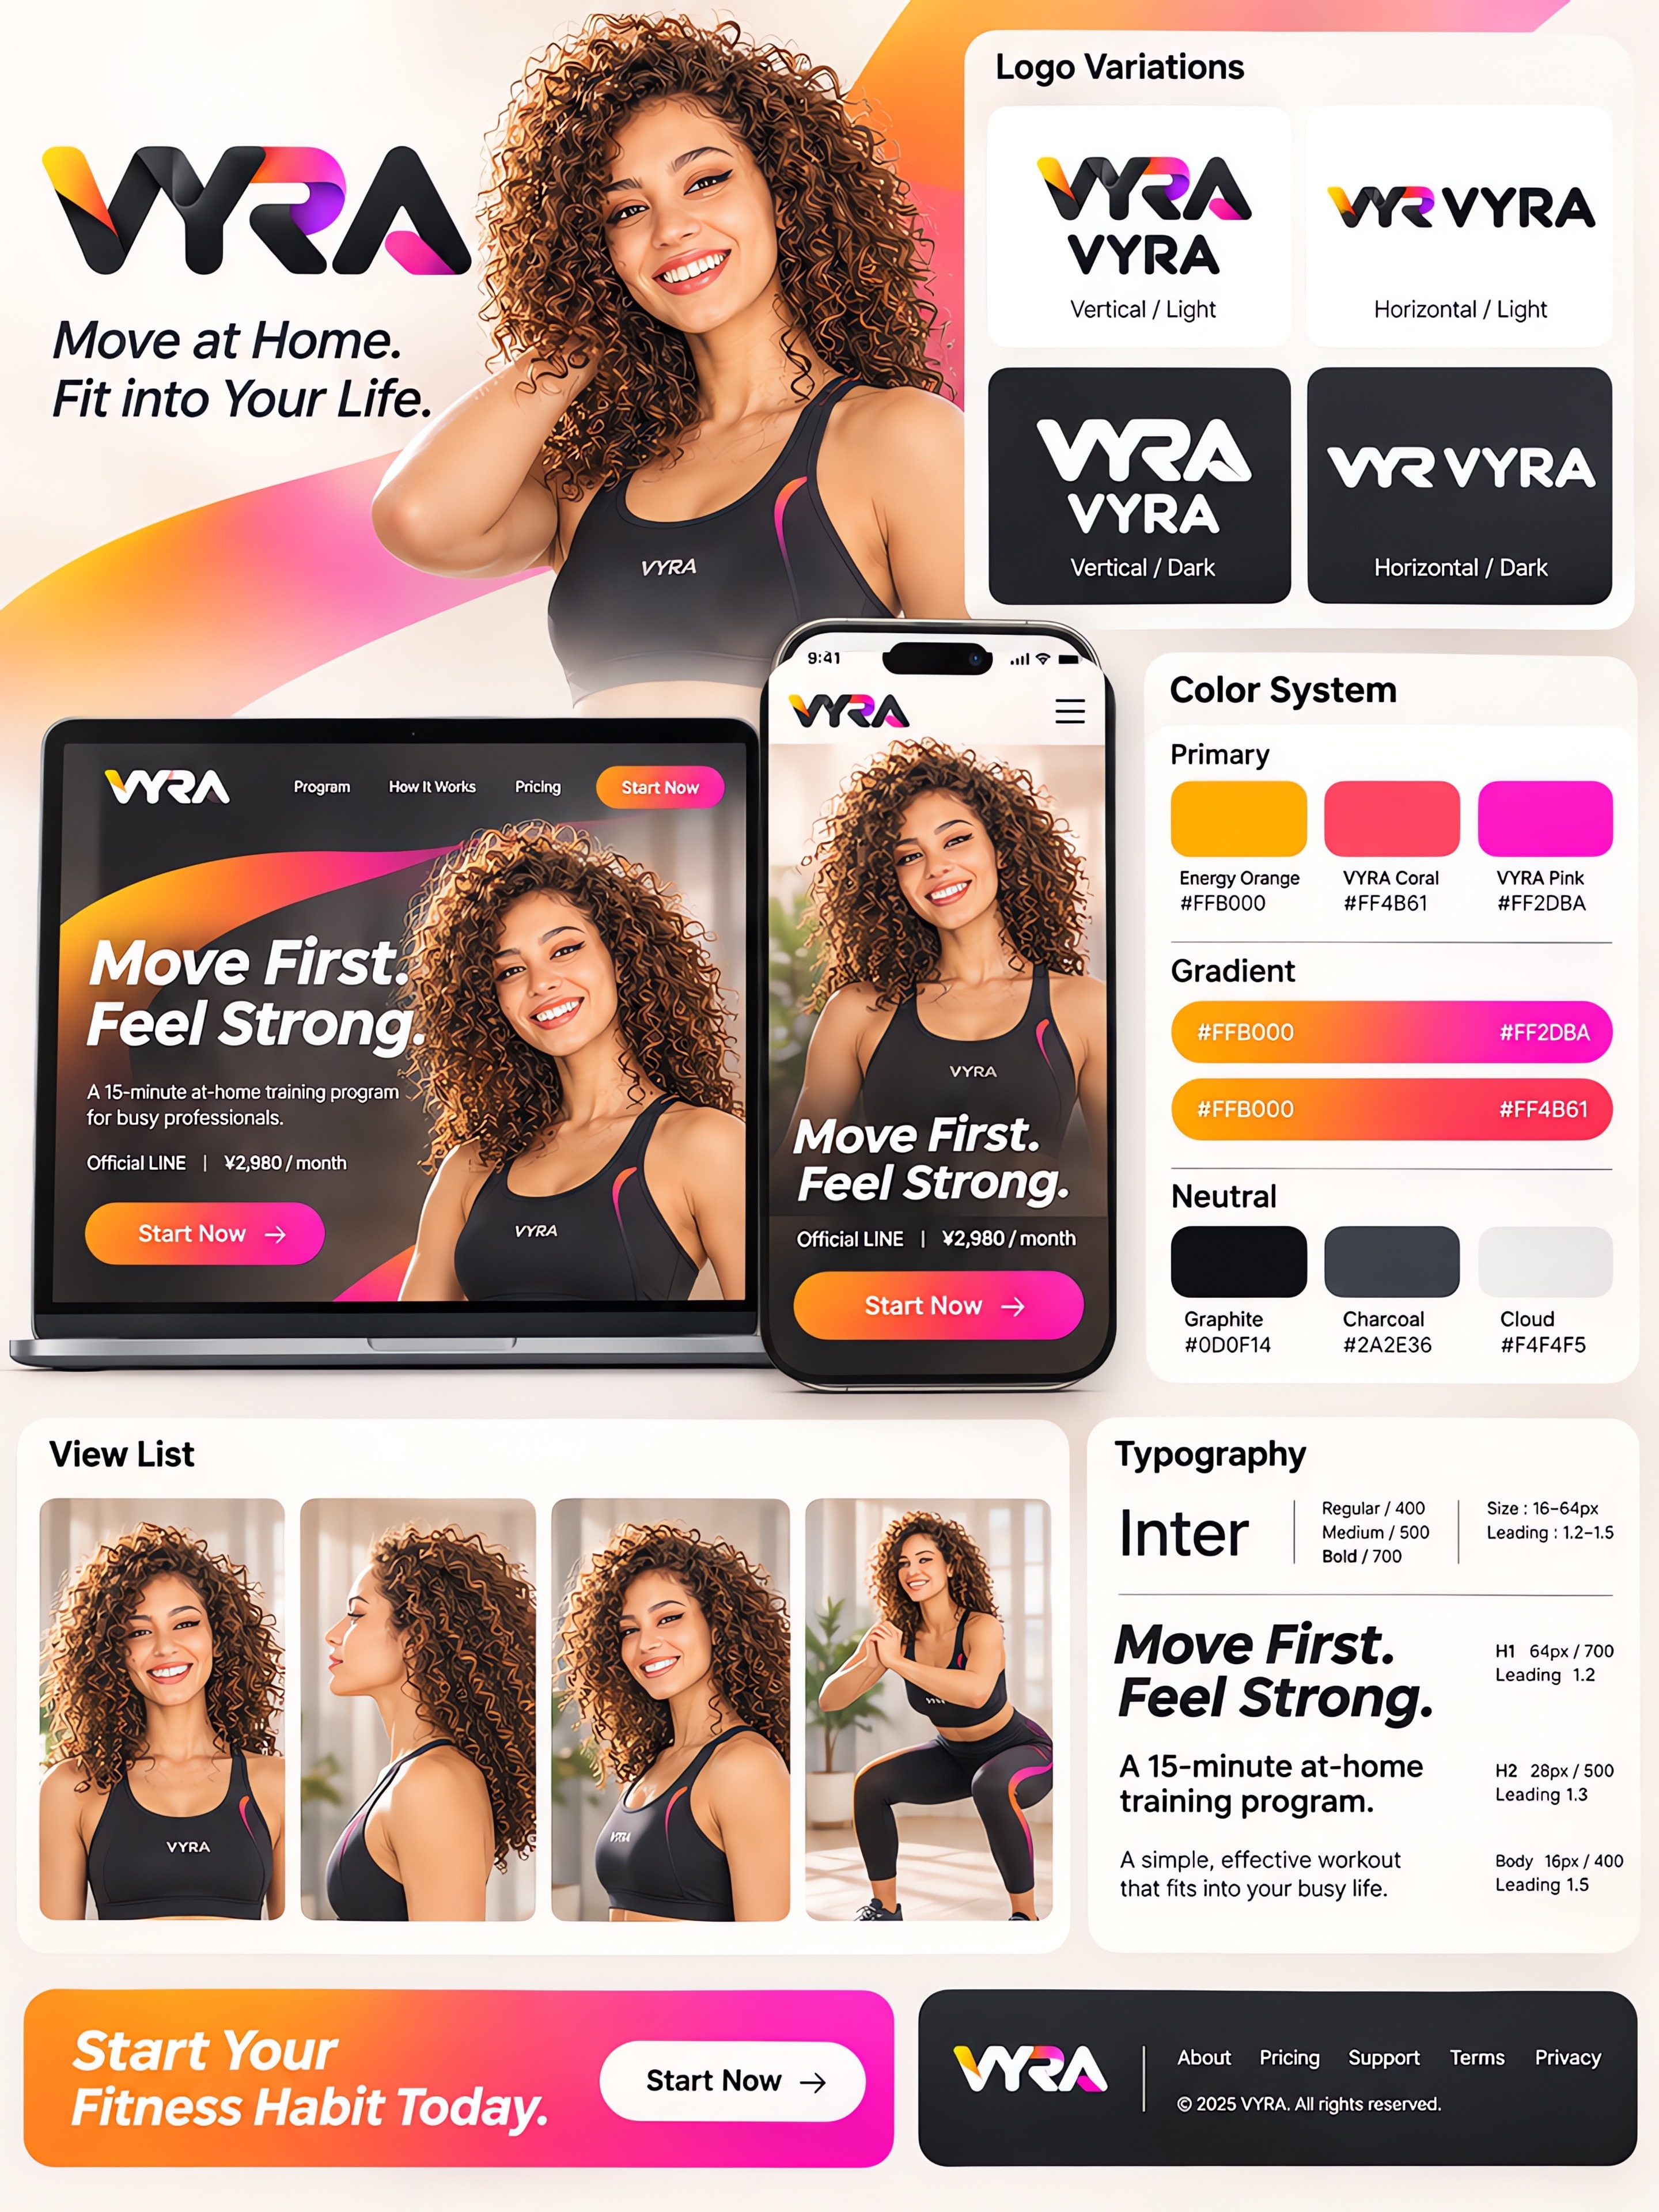 VYRA
Move at Home.
Fit into Your Life.
VYRA
Logo Variations
VYRA
VYRA
Vertical / Light
VYR VYRA
Horizontal / Light
VYRA
VYRA
Vertical / Dark
VYR VYRA
Horizontal / Dark
VYRA
Program
How It Works
Pricing
Start Now
Move First.
Feel Strong.
A 15-minute at-home training program
for busy professionals.
Official LINE | ¥2,980 / month
Start Now →
VYRA
9:41
VYRA
VYRA
Move First.
Feel Strong.
Official LINE | ¥2,980 / month
Start Now →
Color System
Primary
Energy Orange
#FFB000
VYRA Coral
#FF4B61
VYRA Pink
#FF2DBA
Gradient
#FFB000 #FF2DBA
#FFB000 #FF4B61
Neutral
Graphite
#0D0F14
Charcoal
#2A2E36
Cloud
#F4F4F5
View List
VYRA
VYRA
Typography
Inter
Regular / 400
Medium / 500
Bold / 700
Size : 16–64px
Leading : 1.2–1.5
Move First.
Feel Strong.
H1 64px / 700
Leading 1.2
A 15-minute at-home
training program.
H2 28px / 500
Leading 1.3
A simple, effective workout
that fits into your busy life.
Body 16px / 400
Leading 1.5
Start Your
Fitness Habit Today.
Start Now →
VYRA
About Pricing Support Terms Privacy
© 2025 VYRA. All rights reserved.